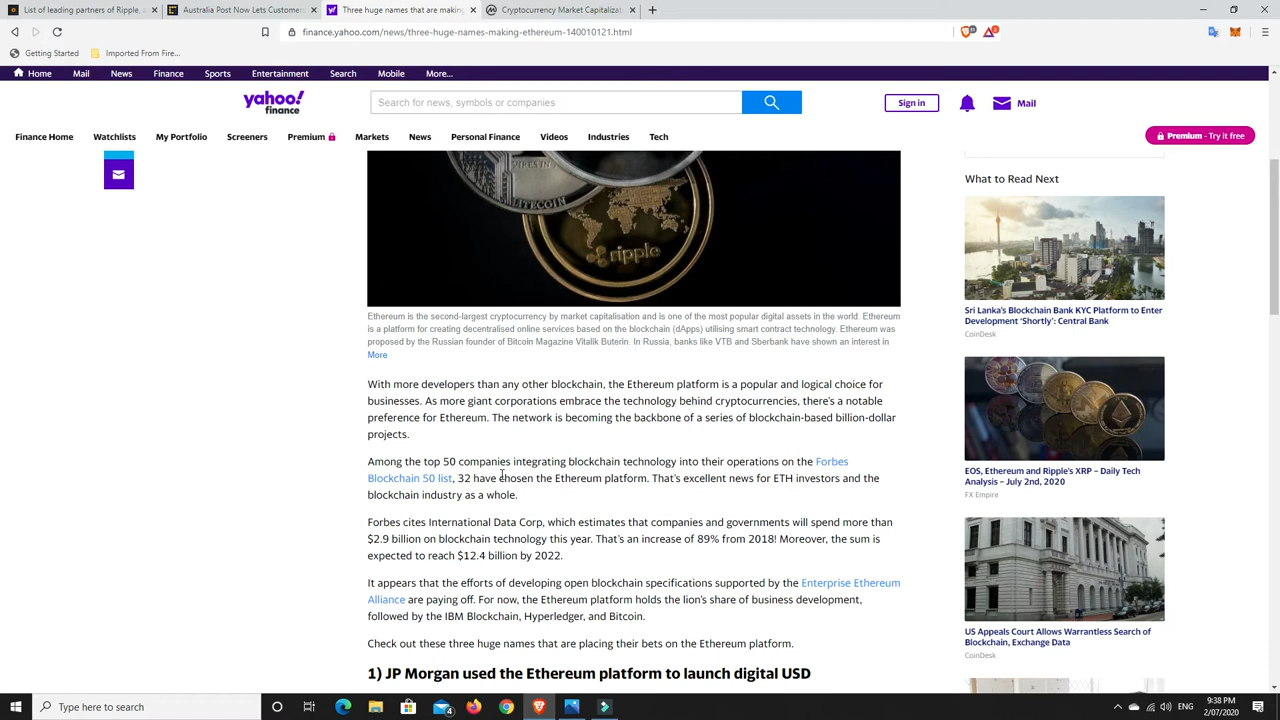 List of leading partners of Ripple,
Australia Post Now Lets Customers
Three huge names that are making
Cryptocurrency Market Capitalizat
finance.yahoo.com/news/three-huge-names-making-ethereum-140010121.html
Getting Started
Imported From Fire...
Home Mail News Finance Sports Entertainment Search Mobile More...
yahoo!
finance
Search for news, symbols or companies
Sign in
Mail
Finance Home Watchlists My Portfolio Screeners Premium Markets News Personal Finance Videos Industries Tech
Premium - Try it free
ripple
Ethereum is the second-largest cryptocurrency by market capitalisation and is one of the most popular digital assets in the world. Ethereum
is a platform for creating decentralised online services based on the blockchain (dApps) utilising smart contract technology. Ethereum was
proposed by the Russian founder of Bitcoin Magazine Vitalik Buterin. In Russia, banks like VTB and Sberbank have shown an interest in
More
With more developers than any other blockchain, the Ethereum platform is a popular and logical choice for
businesses. As more giant corporations embrace the technology behind cryptocurrencies, there's a notable
preference for Ethereum. The network is becoming the backbone of a series of blockchain-based billion-dollar
projects.
Among the top 50 companies integrating blockchain technology into their operations on the Forbes
Blockchain 50 list, 32 have chosen the Ethereum platform. That's excellent news for ETH investors and the
blockchain industry as a whole.
Forbes cites International Data Corp, which estimates that companies and governments will spend more than
$2.9 billion on blockchain technology this year. That's an increase of 89% from 2018! Moreover, the sum is
expected to reach $12.4 billion by 2022.
It appears that the efforts of developing open blockchain specifications supported by the Enterprise Ethereum
Alliance are paying off. For now, the Ethereum platform holds the lion's share of business development,
followed by the IBM Blockchain, Hyperledger, and Bitcoin.
Check out these three huge names that are placing their bets on the Ethereum platform.
1) JP Morgan used the Ethereum platform to launch digital USD
What to Read Next
Sri Lanka's Blockchain Bank KYC Platform to Enter
Development 'Shortly': Central Bank
CoinDesk
EOS, Ethereum and Ripple's XRP – Daily Tech
Analysis – July 2nd, 2020
FX Empire
US Appeals Court Allows Warrantless Search of
Blockchain, Exchange Data
CoinDesk
Type here to search
ENG
9:38 PM
2/07/2020